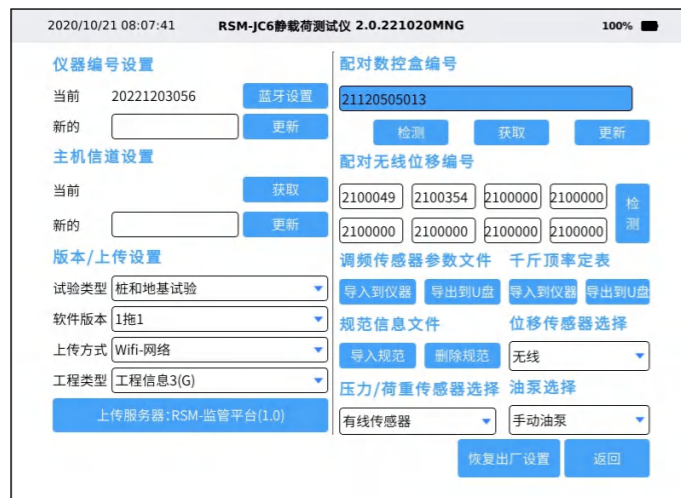 2020/10/21 08:07:41 RSM-JC6静载荷测试仪 2.0.221020MNG 100%
仪器编号设置
当前 20221203056 蓝牙设置
新的 更新
主机信道设置
当前 获取
新的 更新
版本/上传设置
试验类型 桩和地基试验
软件版本 1拖1
上传方式 Wifi-网络
工程类型 工程信息3(G)
上传服务器:RSM-监管平台(1.0)
配对数控盒编号
21120505013
检测 获取 更新
配对无线位移编号
2100049 2100354 2100000 2100000
2100000 2100000 2100000 2100000
检测
调频传感器参数文件 千斤顶率定表
导入到仪器 导出到U盘 导入到仪器 导出到U盘
规范信息文件 位移传感器选择
导入规范 删除规范 无线
压力/荷重传感器选择 油泵选择
有线传感器 手动油泵
恢复出厂设置 返回